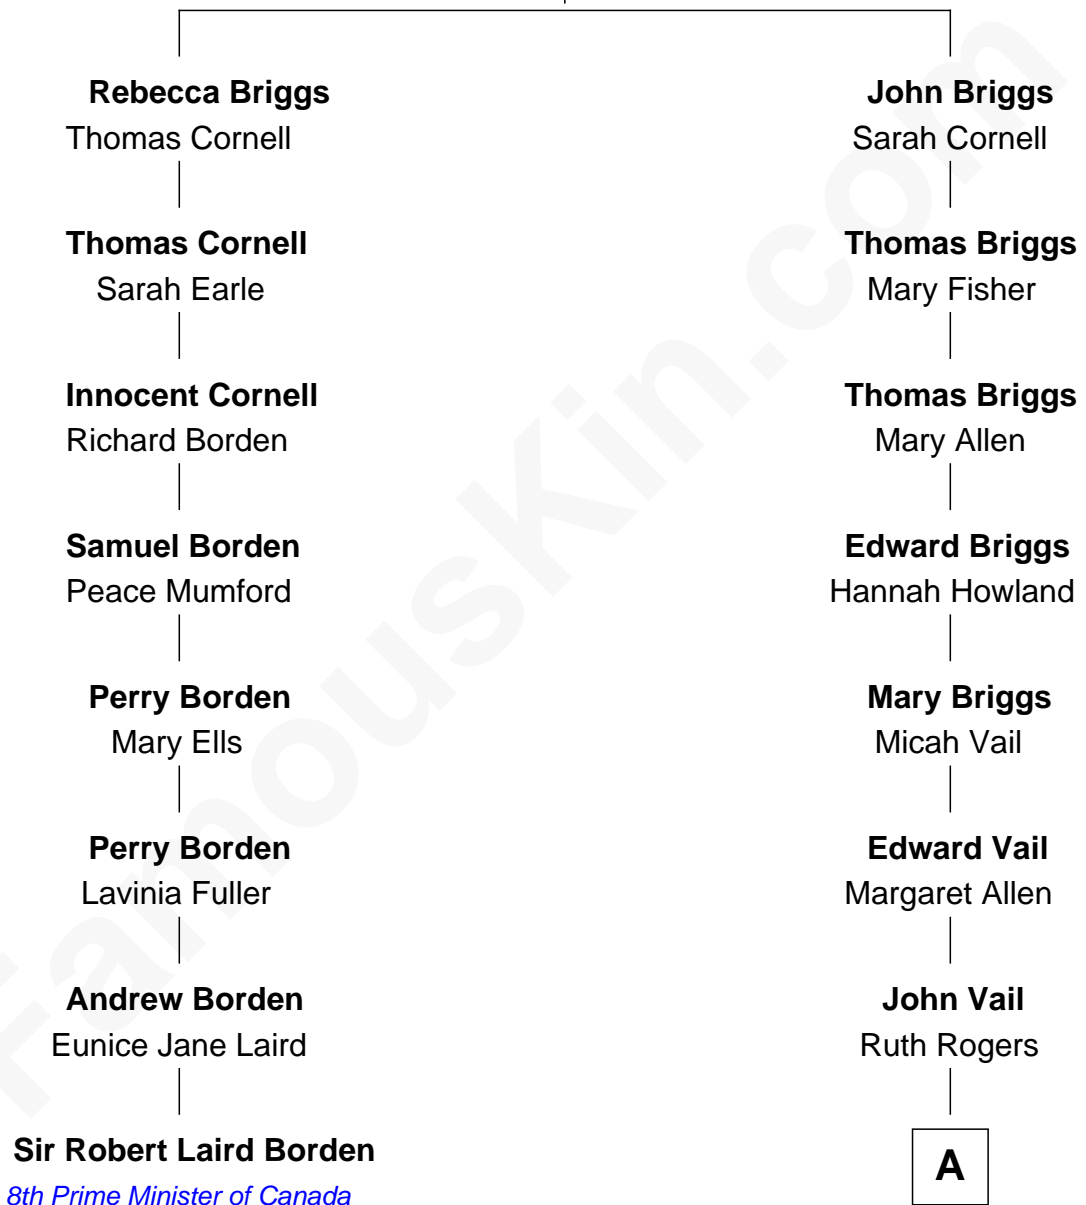 Rebecca Briggs
Thomas Cornell
Thomas Cornell
Sarah Earle
Innocent Cornell
Richard Borden
Samuel Borden
Peace Mumford
Perry Borden
Mary Ells
Perry Borden
Lavinia Fuller
Andrew Borden
Eunice Jane Laird
Sir Robert Laird Borden
8th Prime Minister of Canada
John Briggs
Sarah Cornell
Thomas Briggs
Mary Fisher
Thomas Briggs
Mary Allen
Edward Briggs
Hannah Howland
Mary Briggs
Micah Vail
Edward Vail
Margaret Allen
John Vail
Ruth Rogers
A
FamousKin.com